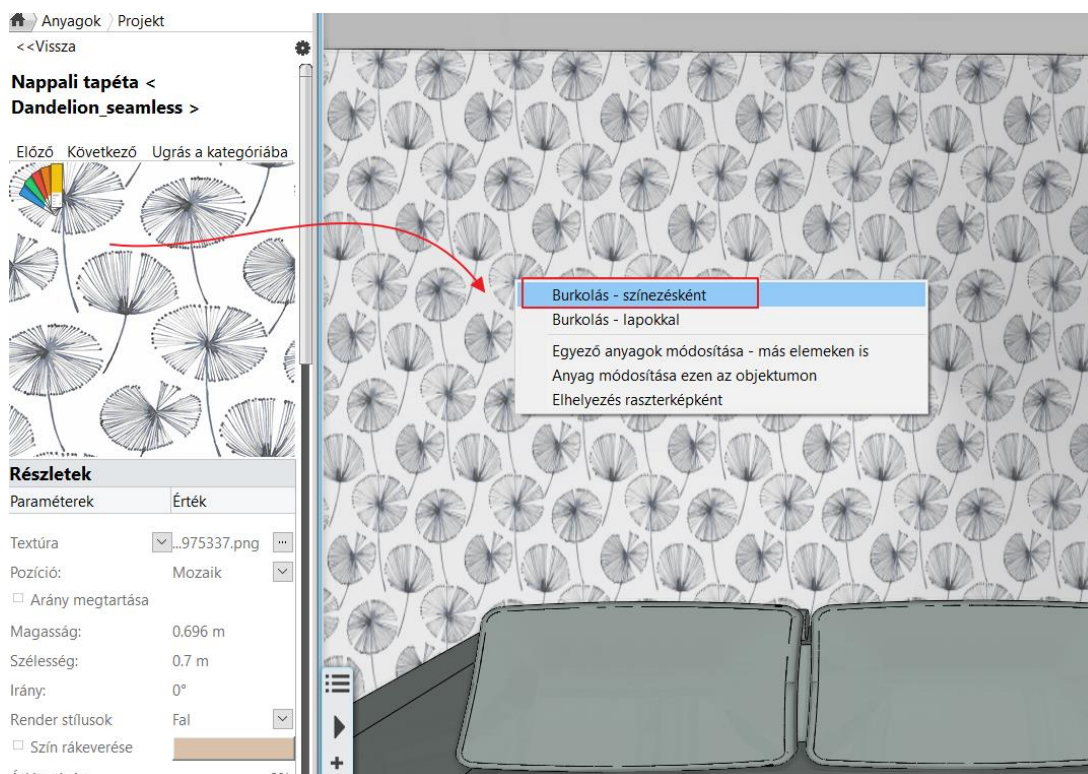 Anyagok Projekt
<<Vissza
Nappali tapéta <
Dandelion_seamless >
Előző Következő Ugrás a kategóriába
Burkolás - színezésként
Burkolás - lapokkal
Egyező anyagok módosítása - más elemeken is
Anyag módosítása ezen az objektumon
Elhelyezés raszterképként
Részletek
Paraméterek Érték
Textúra ...975337.png ...
Pozíció: Mozaik
Arány megtartása
Magasság: 0.696 m
Szélesség: 0.7 m
Irány: 0°
Render stílusok Fal
Szín rákeverése